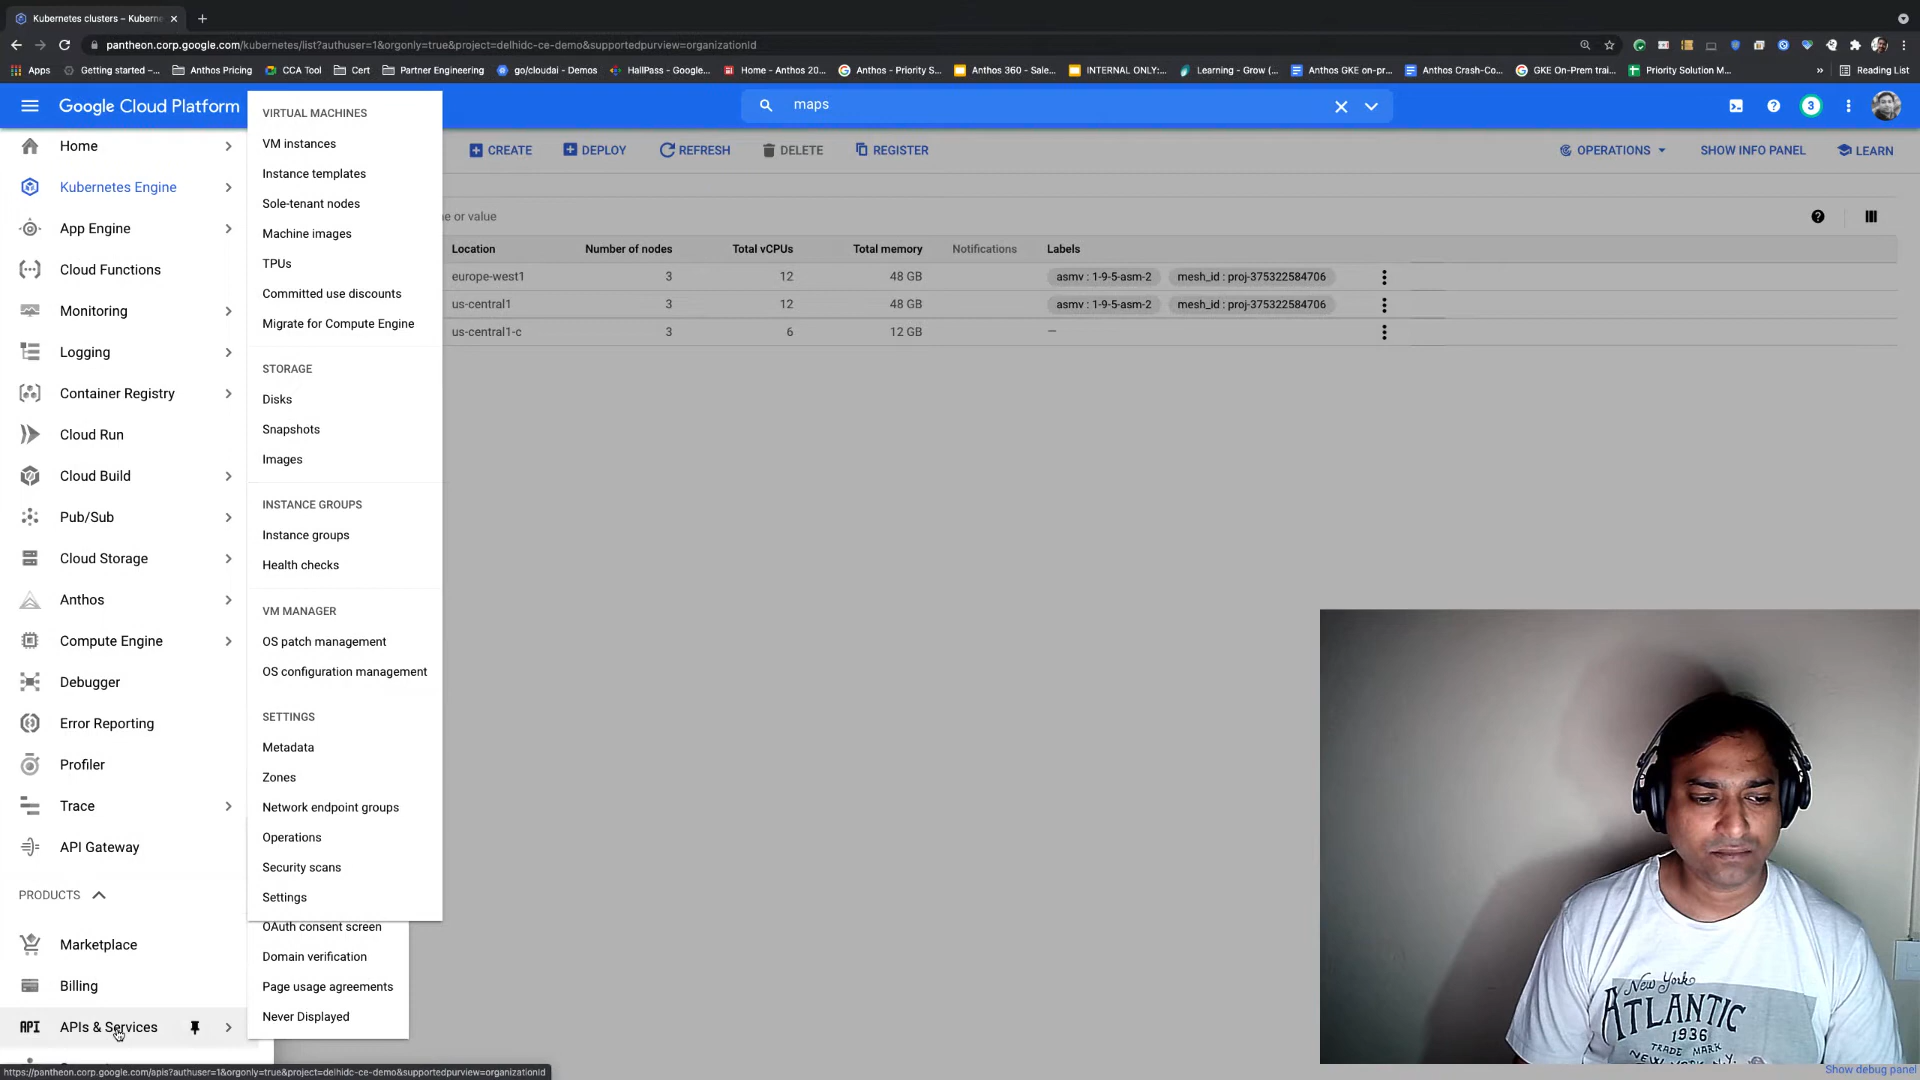 Kubernetes clusters – Kuberne
pantheon.corp.google.com/kubernetes/list?authuser=1&orgonly=true&project=delhidc-ce-demo&supportedpurview=organizationId
Apps
Getting started –...
Anthos Pricing
CCA Tool
Cert
Partner Engineering
go/cloudai - Demos
HallPass - Google...
Home - Anthos 20...
Anthos - Priority S...
Anthos 360 - Sale...
INTERNAL ONLY:...
Learning - Grow (...
Anthos GKE on-pr...
Anthos Crash-Co...
GKE On-Prem trai...
Priority Solution M...
»
Reading List
Google Cloud Platform
maps
3
Home
Kubernetes Engine
App Engine
Cloud Functions
Monitoring
Logging
Container Registry
Cloud Run
Cloud Build
Pub/Sub
Cloud Storage
Anthos
Compute Engine
Debugger
Error Reporting
Profiler
Trace
API Gateway
PRODUCTS
Marketplace
Billing
API APIs & Services
VIRTUAL MACHINES
VM instances
Instance templates
Sole-tenant nodes
Machine images
TPUs
Committed use discounts
Migrate for Compute Engine
STORAGE
Disks
Snapshots
Images
INSTANCE GROUPS
Instance groups
Health checks
VM MANAGER
OS patch management
OS configuration management
SETTINGS
Metadata
Zones
Network endpoint groups
Operations
Security scans
Settings
OAuth consent screen
Domain verification
Page usage agreements
Never Displayed
CREATE DEPLOY REFRESH DELETE REGISTER
OPERATIONS SHOW INFO PANEL LEARN
e or value
Location Number of nodes Total vCPUs Total memory Notifications Labels
europe-west1 3 12 48 GB asmv : 1-9-5-asm-2 mesh_id : proj-375322584706
us-central1 3 12 48 GB asmv : 1-9-5-asm-2 mesh_id : proj-375322584706
us-central1-c 3 6 12 GB —
New York
ATLANTIC
1936
TRADE MARK
https://pantheon.corp.google.com/apis?authuser=1&orgonly=true&project=delhidc-ce-demo&supportedpurview=organizationId
Show debug panel